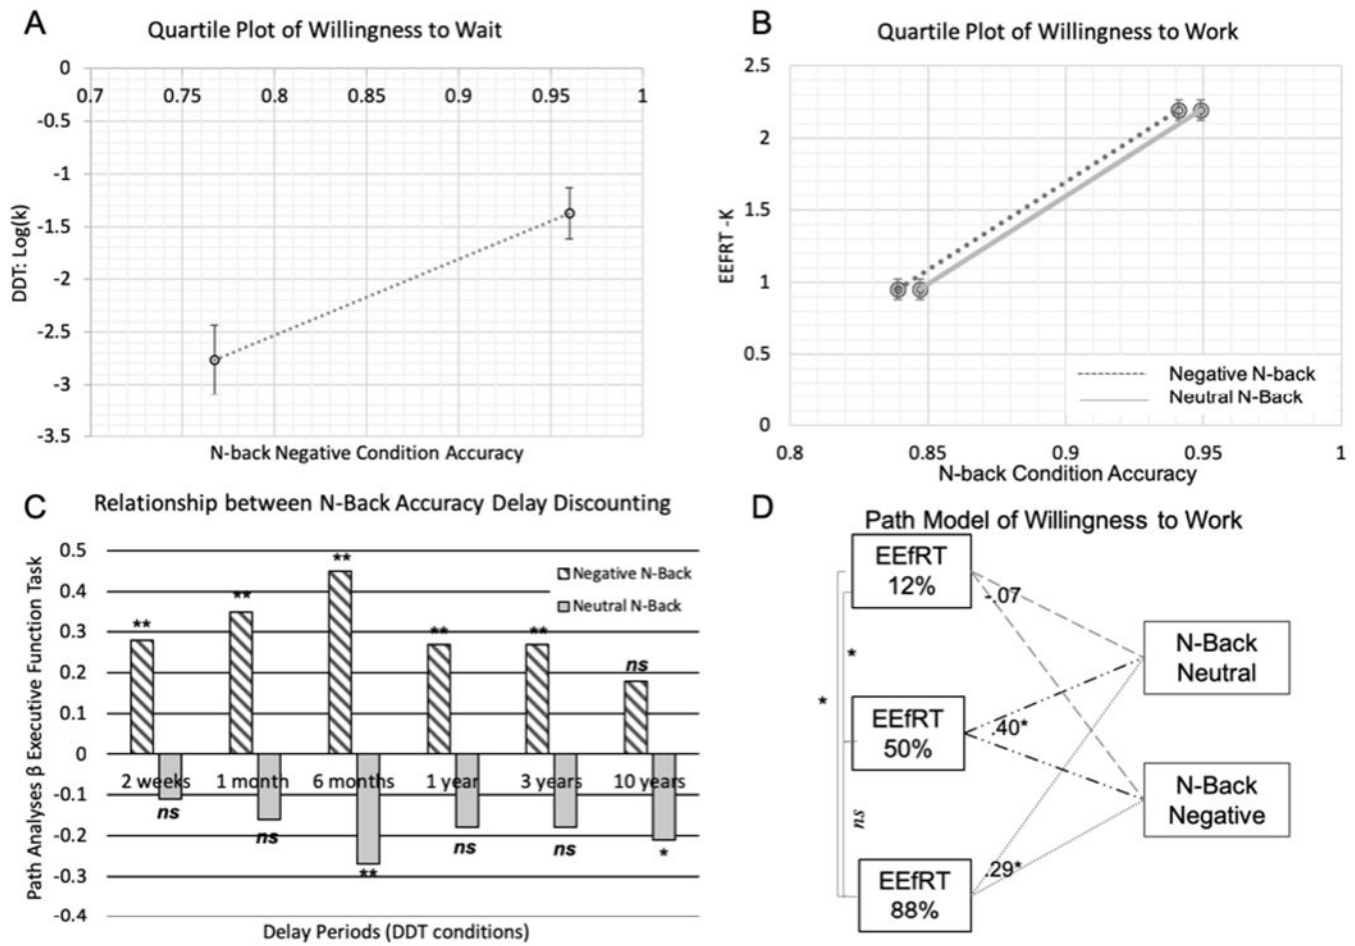 A
Quartile Plot of Willingness to Wait
0
0.7 0.75 0.8 0.85 0.9 0.95 1
-0.5
-1
-1.5
-2
-2.5
-3
-3.5
DDT: Log(k)
N-back Negative Condition Accuracy
B
Quartile Plot of Willingness to Work
2.5
2
1.5
1
0.5
0
EEFRT -K
Negative N-back
Neutral N-Back
0.8 0.85 0.9 0.95 1
N-back Condition Accuracy
C
Relationship between N-Back Accuracy Delay Discounting
Path Analyses β Executive Function Task
0.5
0.4
0.3
0.2
0.1
0
-0.1
-0.2
-0.3
-0.4
Negative N-Back
Neutral N-Back
** ** ** ** ** ns
2 weeks 1 month 6 months 1 year 3 years 10 years
ns ns ** ns ns *
Delay Periods (DDT conditions)
D
Path Model of Willingness to Work
EEfRT
12%
-.07
N-Back
Neutral
*
*
EEfRT
50%
.40*
N-Back
Negative
ns
EEfRT
88%
.29*